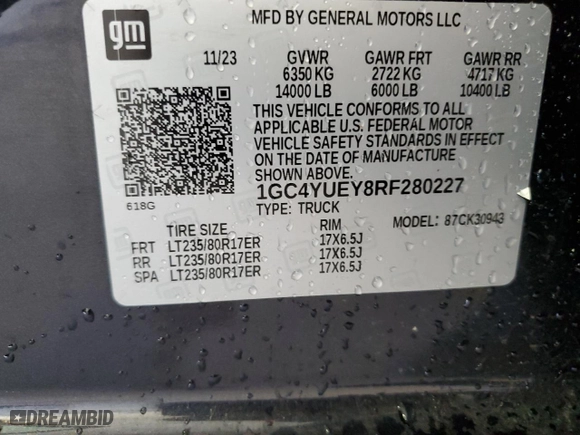 MFD BY GENERAL MOTORS LLC
gm
11/23 GVWR GAWR FRT GAWR RR
6350 KG 2722 KG 4717 KG
14000 LB 6000 LB 10400 LB
THIS VEHICLE CONFORMS TO ALL
APPLICABLE U.S. FEDERAL MOTOR
VEHICLE SAFETY STANDARDS IN EFFECT
ON THE DATE OF MANUFACTURE
SHOWN ABOVE.
618G
1GC4YUEY8RF280227
TYPE: TRUCK
MODEL: 87CK30943
TIRE SIZE RIM
FRT LT235/80R17ER 17X6.5J
RR LT235/80R17ER 17X6.5J
SPA LT235/80R17ER 17X6.5J
DREAMBID